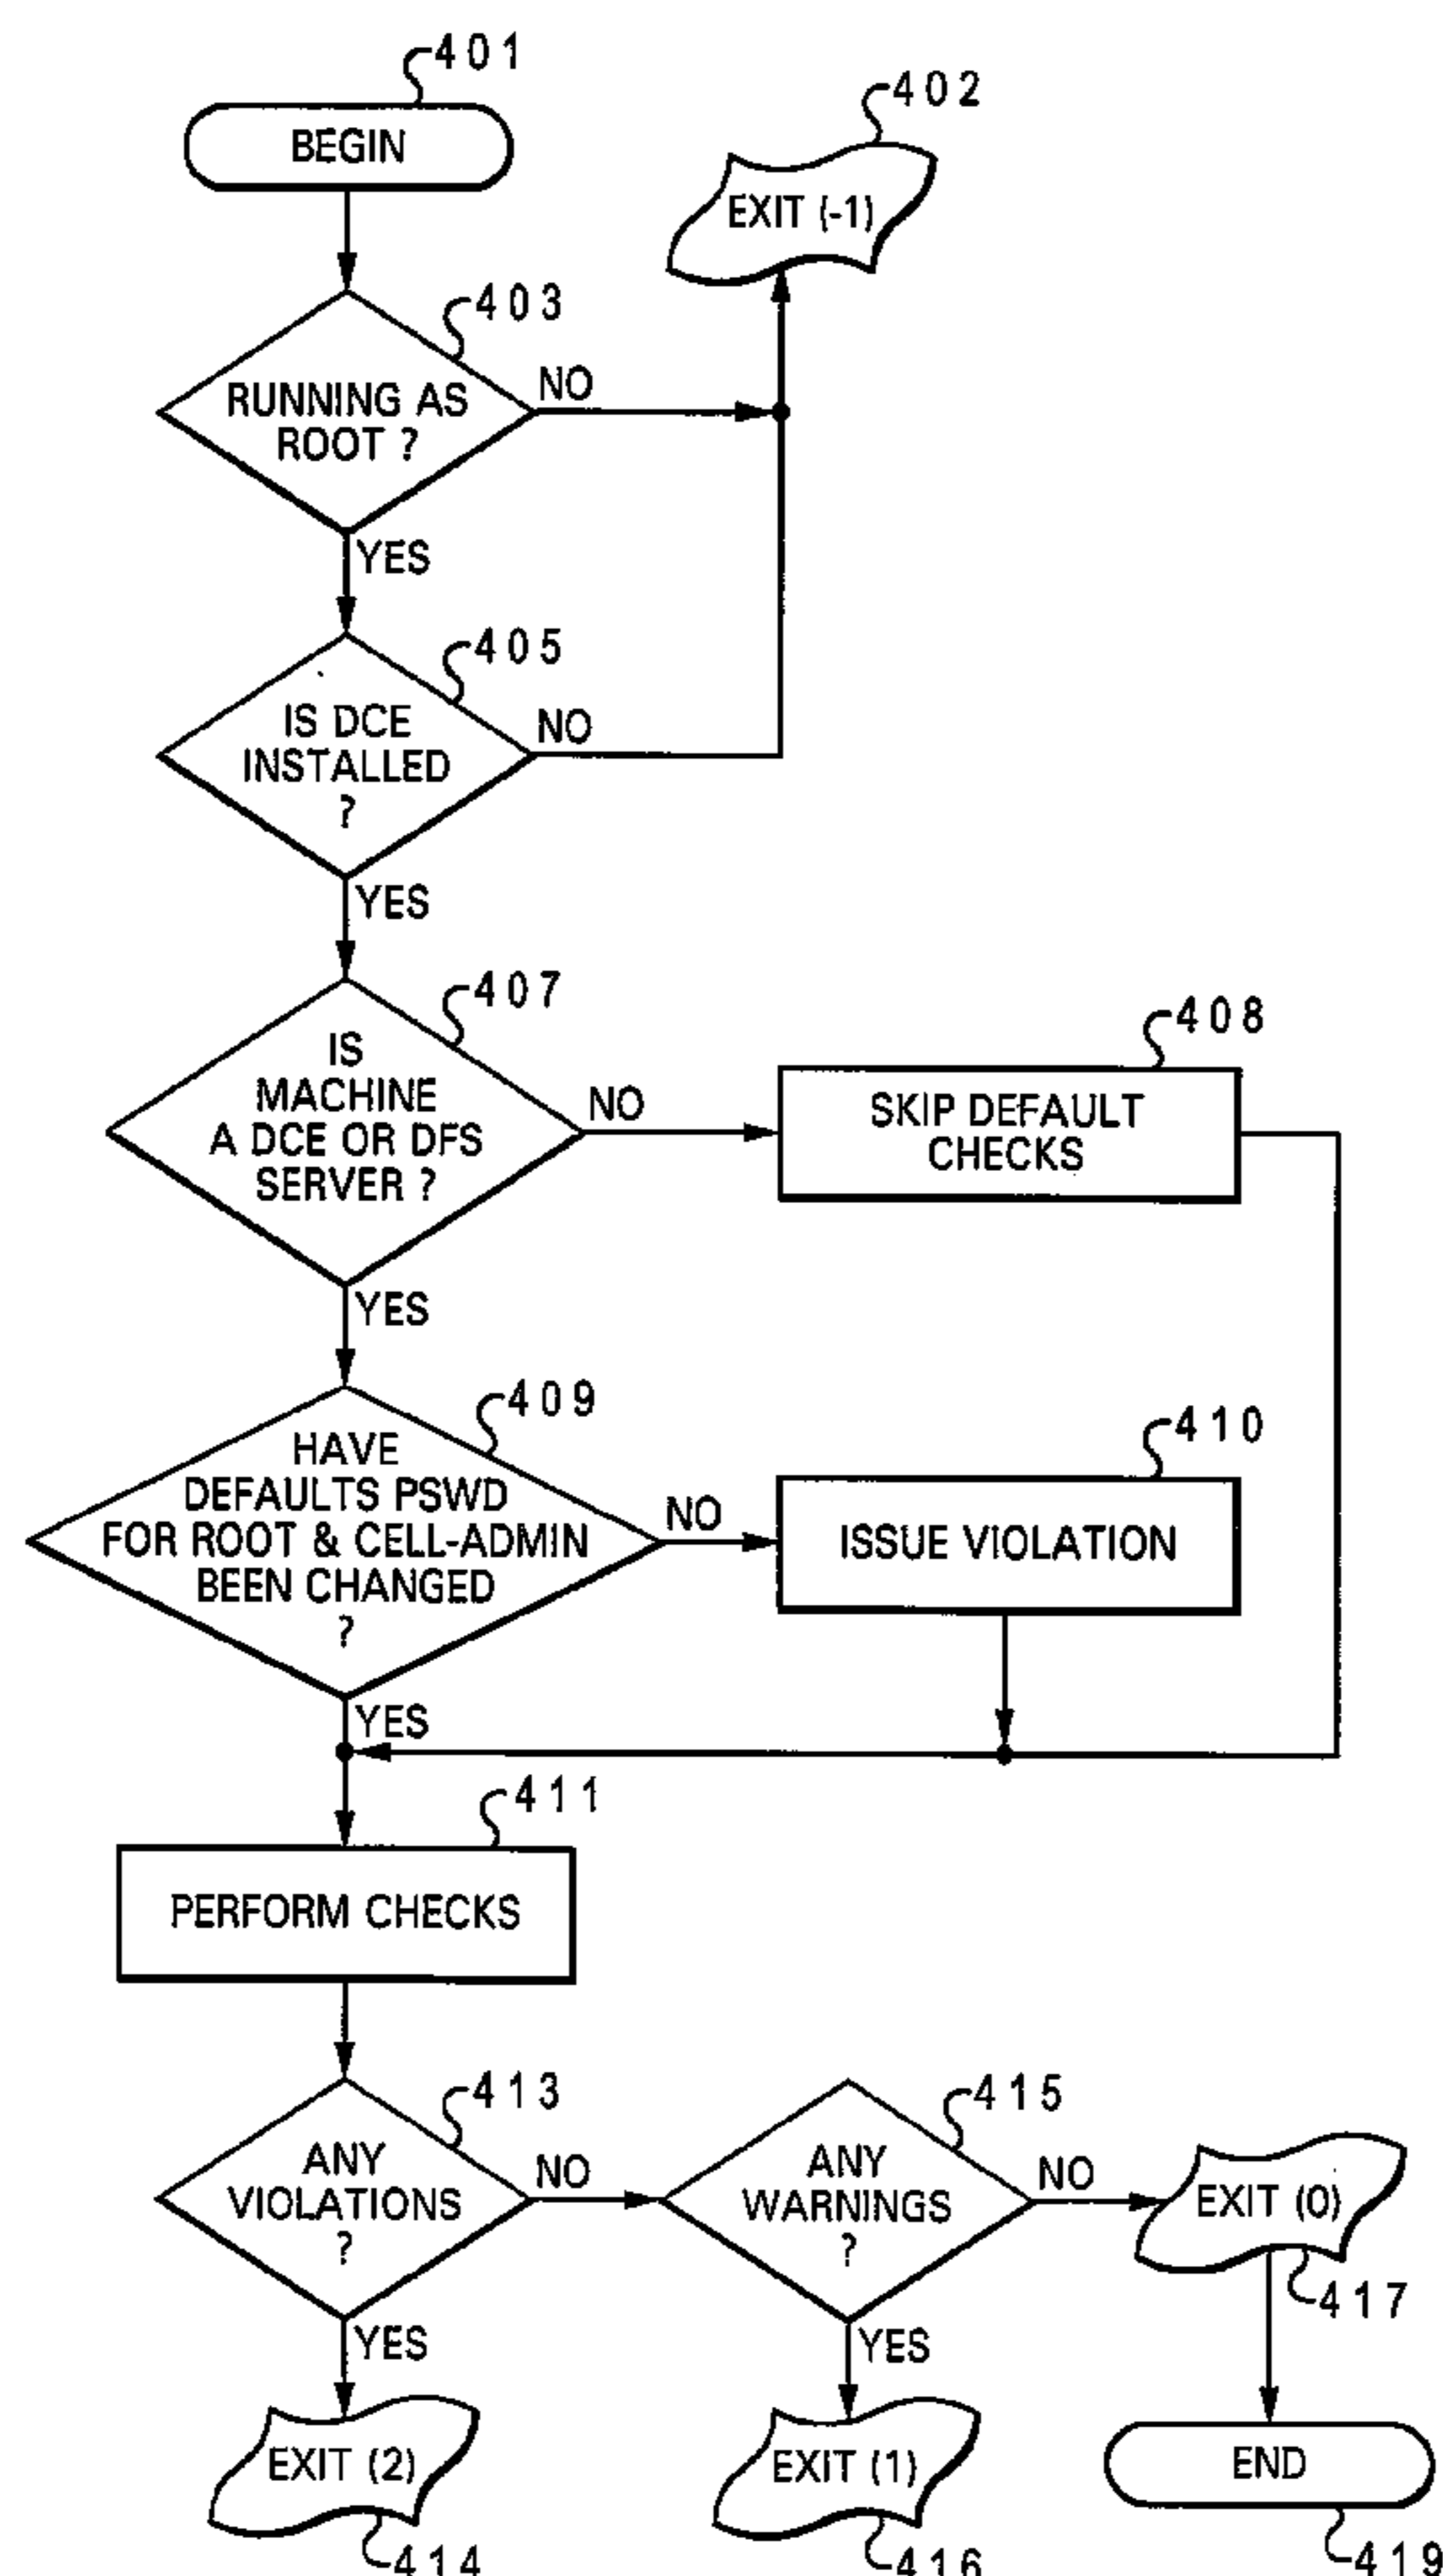 401
BEGIN
402
EXIT (-1)
403
RUNNING AS
ROOT ?
NO
YES
405
IS DCE
INSTALLED
?
NO
YES
407
IS
MACHINE
A DCE OR DFS
SERVER ?
NO
408
SKIP DEFAULT
CHECKS
YES
409
HAVE
DEFAULTS PSWD
FOR ROOT & CELL-ADMIN
BEEN CHANGED
?
NO
410
ISSUE VIOLATION
YES
411
PERFORM CHECKS
413
ANY
VIOLATIONS
?
NO
415
ANY
WARNINGS
?
NO
EXIT (0)
417
YES
EXIT (2)
414
YES
EXIT (1)
416
END
419